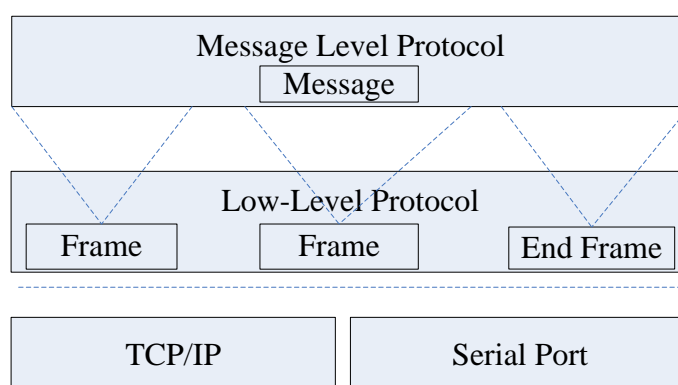 Message Level Protocol
Message
Low-Level Protocol
Frame
Frame
End Frame
TCP/IP
Serial Port